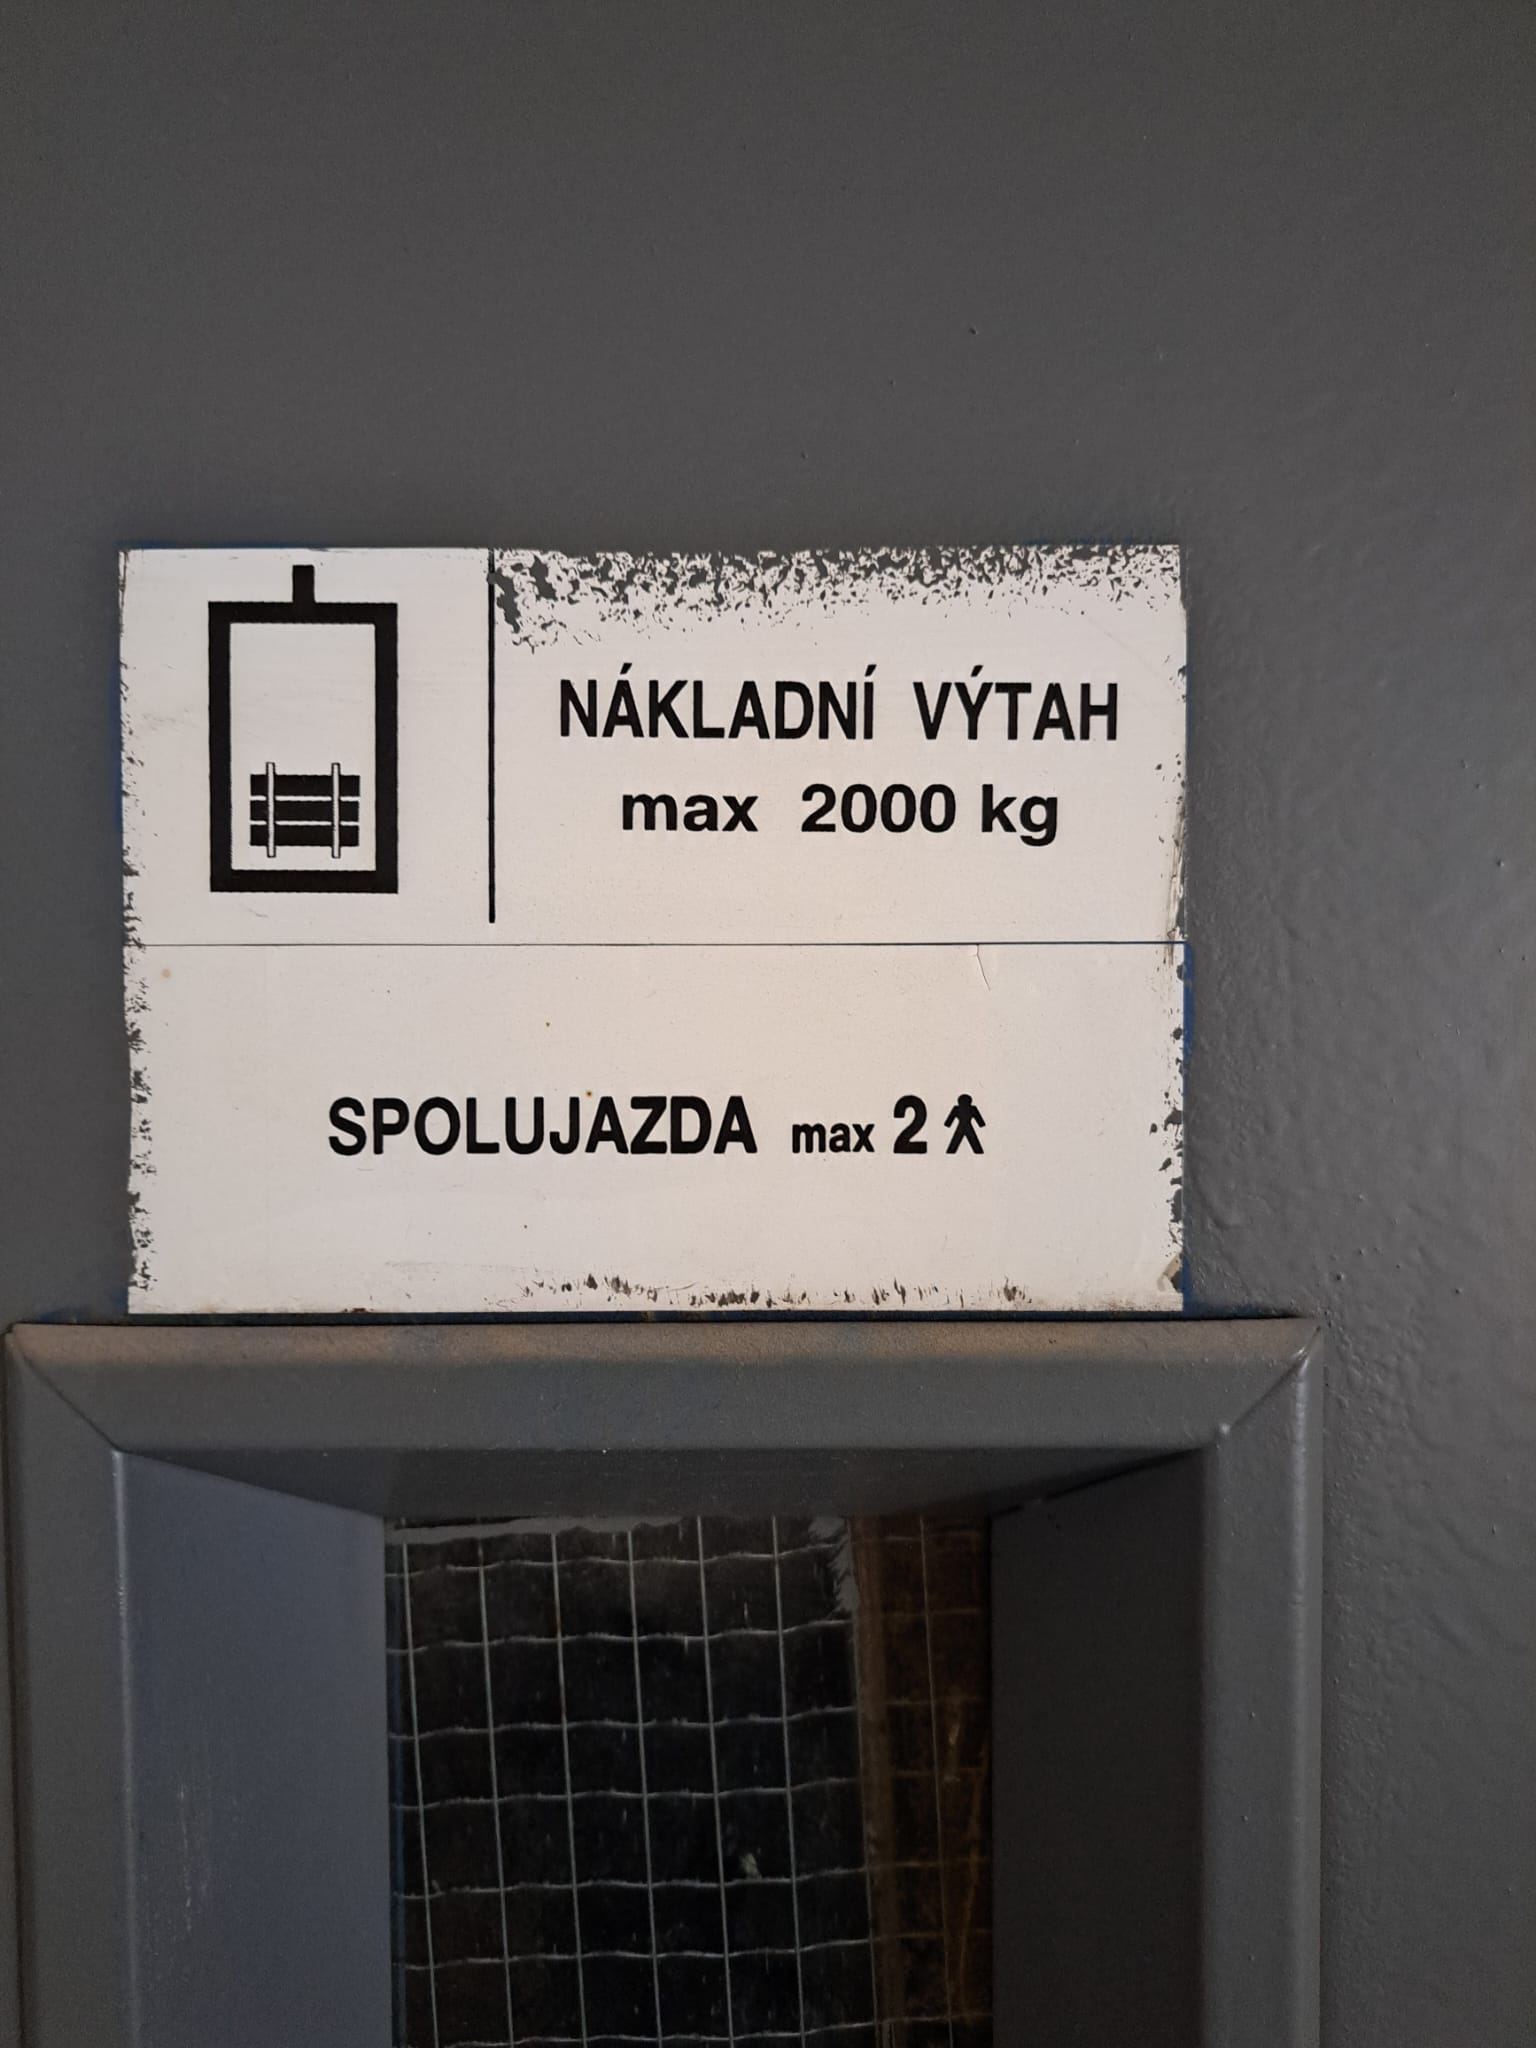 NÁKLADNÍ VÝTAH
max 2000 kg
SPOLUJAZDA max 2